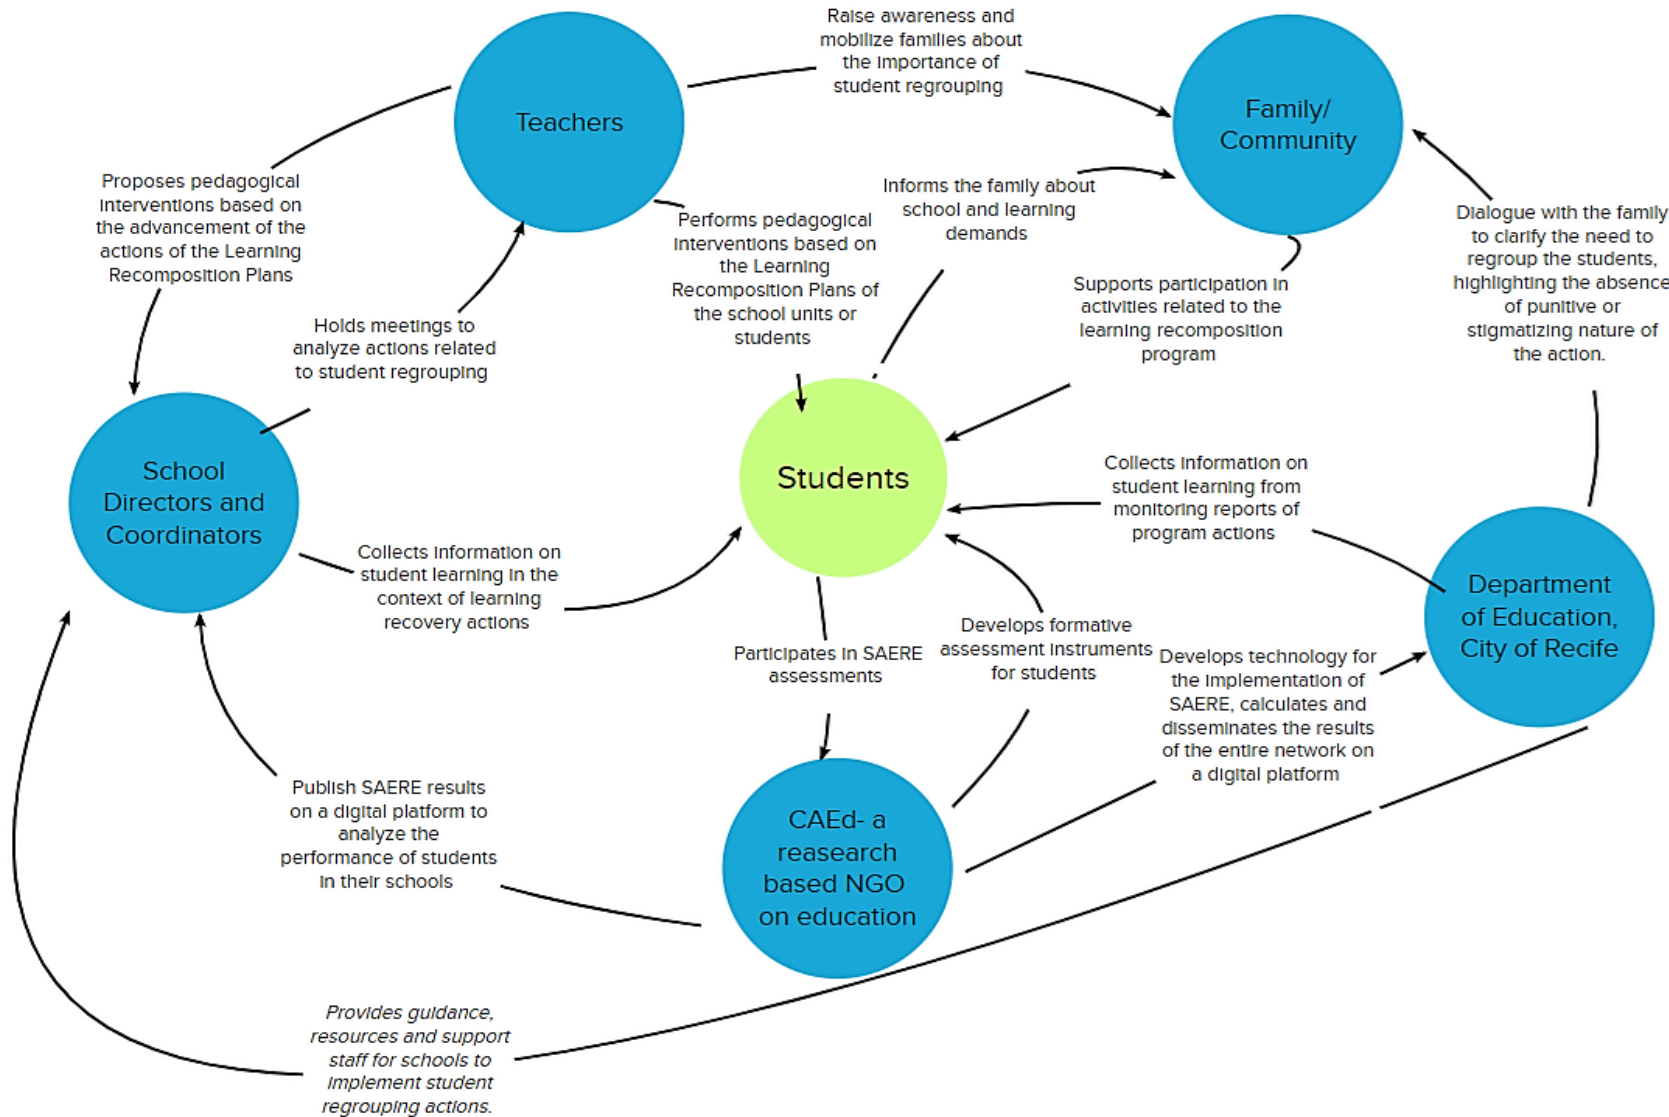 Raise awareness and
mobilize families about
the importance of
student regrouping
Teachers
Family/
Community
Proposes pedagogical
interventions based on
the advancement of the
actions of the Learning
Recomposition Plans
Holds meetings to
analyze actions related
to student regrouping
Performs pedagogical
interventions based on
the Learning
Recomposition Plans of
the school units or
students
Informs the family about
school and learning
demands
Supports participation in
activities related to the
learning recomposition
program
Dialogue with the family
to clarify the need to
regroup the students,
highlighting the absence
of punitive or
stigmatizing nature of
the action.
School
Directors and
Coordinators
Students
Collects information on
student learning from
monitoring reports of
program actions
Collects information on
student learning in the
context of learning
recovery actions
Department
of Education,
City of Recife
Participates in SAERE
assessments
Develops formative
assessment instruments
for students
Develops technology for
the implementation of
SAERE, calculates and
disseminates the results
of the entire network on
a digital platform
Publish SAERE results
on a digital platform to
analyze the
performance of students
in their schools
CAEd- a
reasearch
based NGO
on education
Provides guidance,
resources and support
staff for schools to
implement student
regrouping actions.